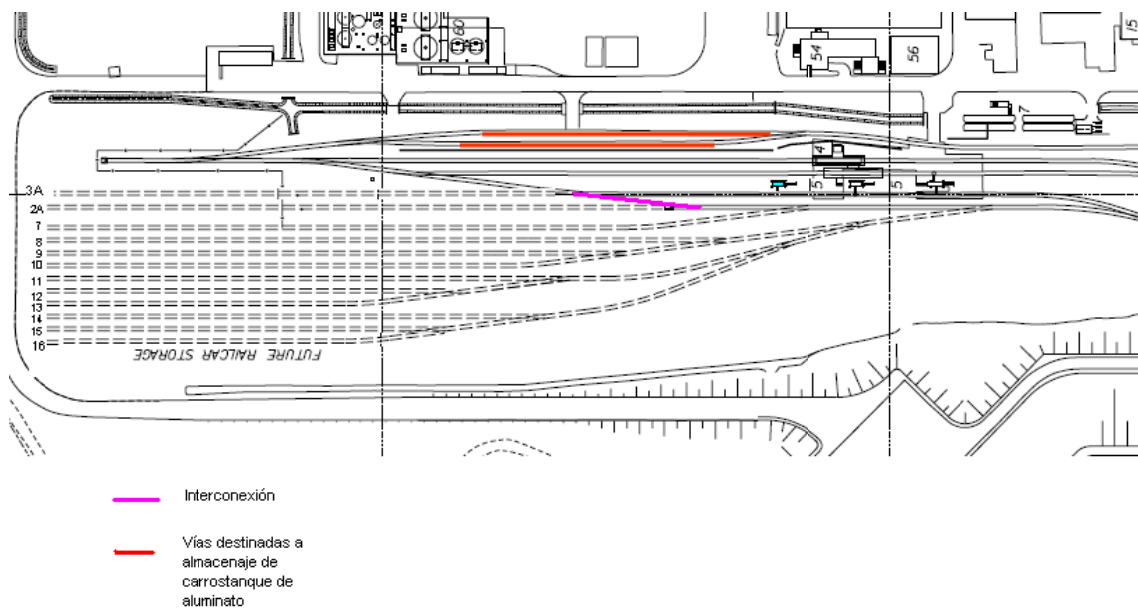 60
54
56
15
7
4
5
5
3A
2A
7
8
9
10
11
12
13
14
15
16
FUTURE RAILCAR STORAGE
Interconexión
Vías destinadas a
almacenaje de
carrostanque de
aluminato